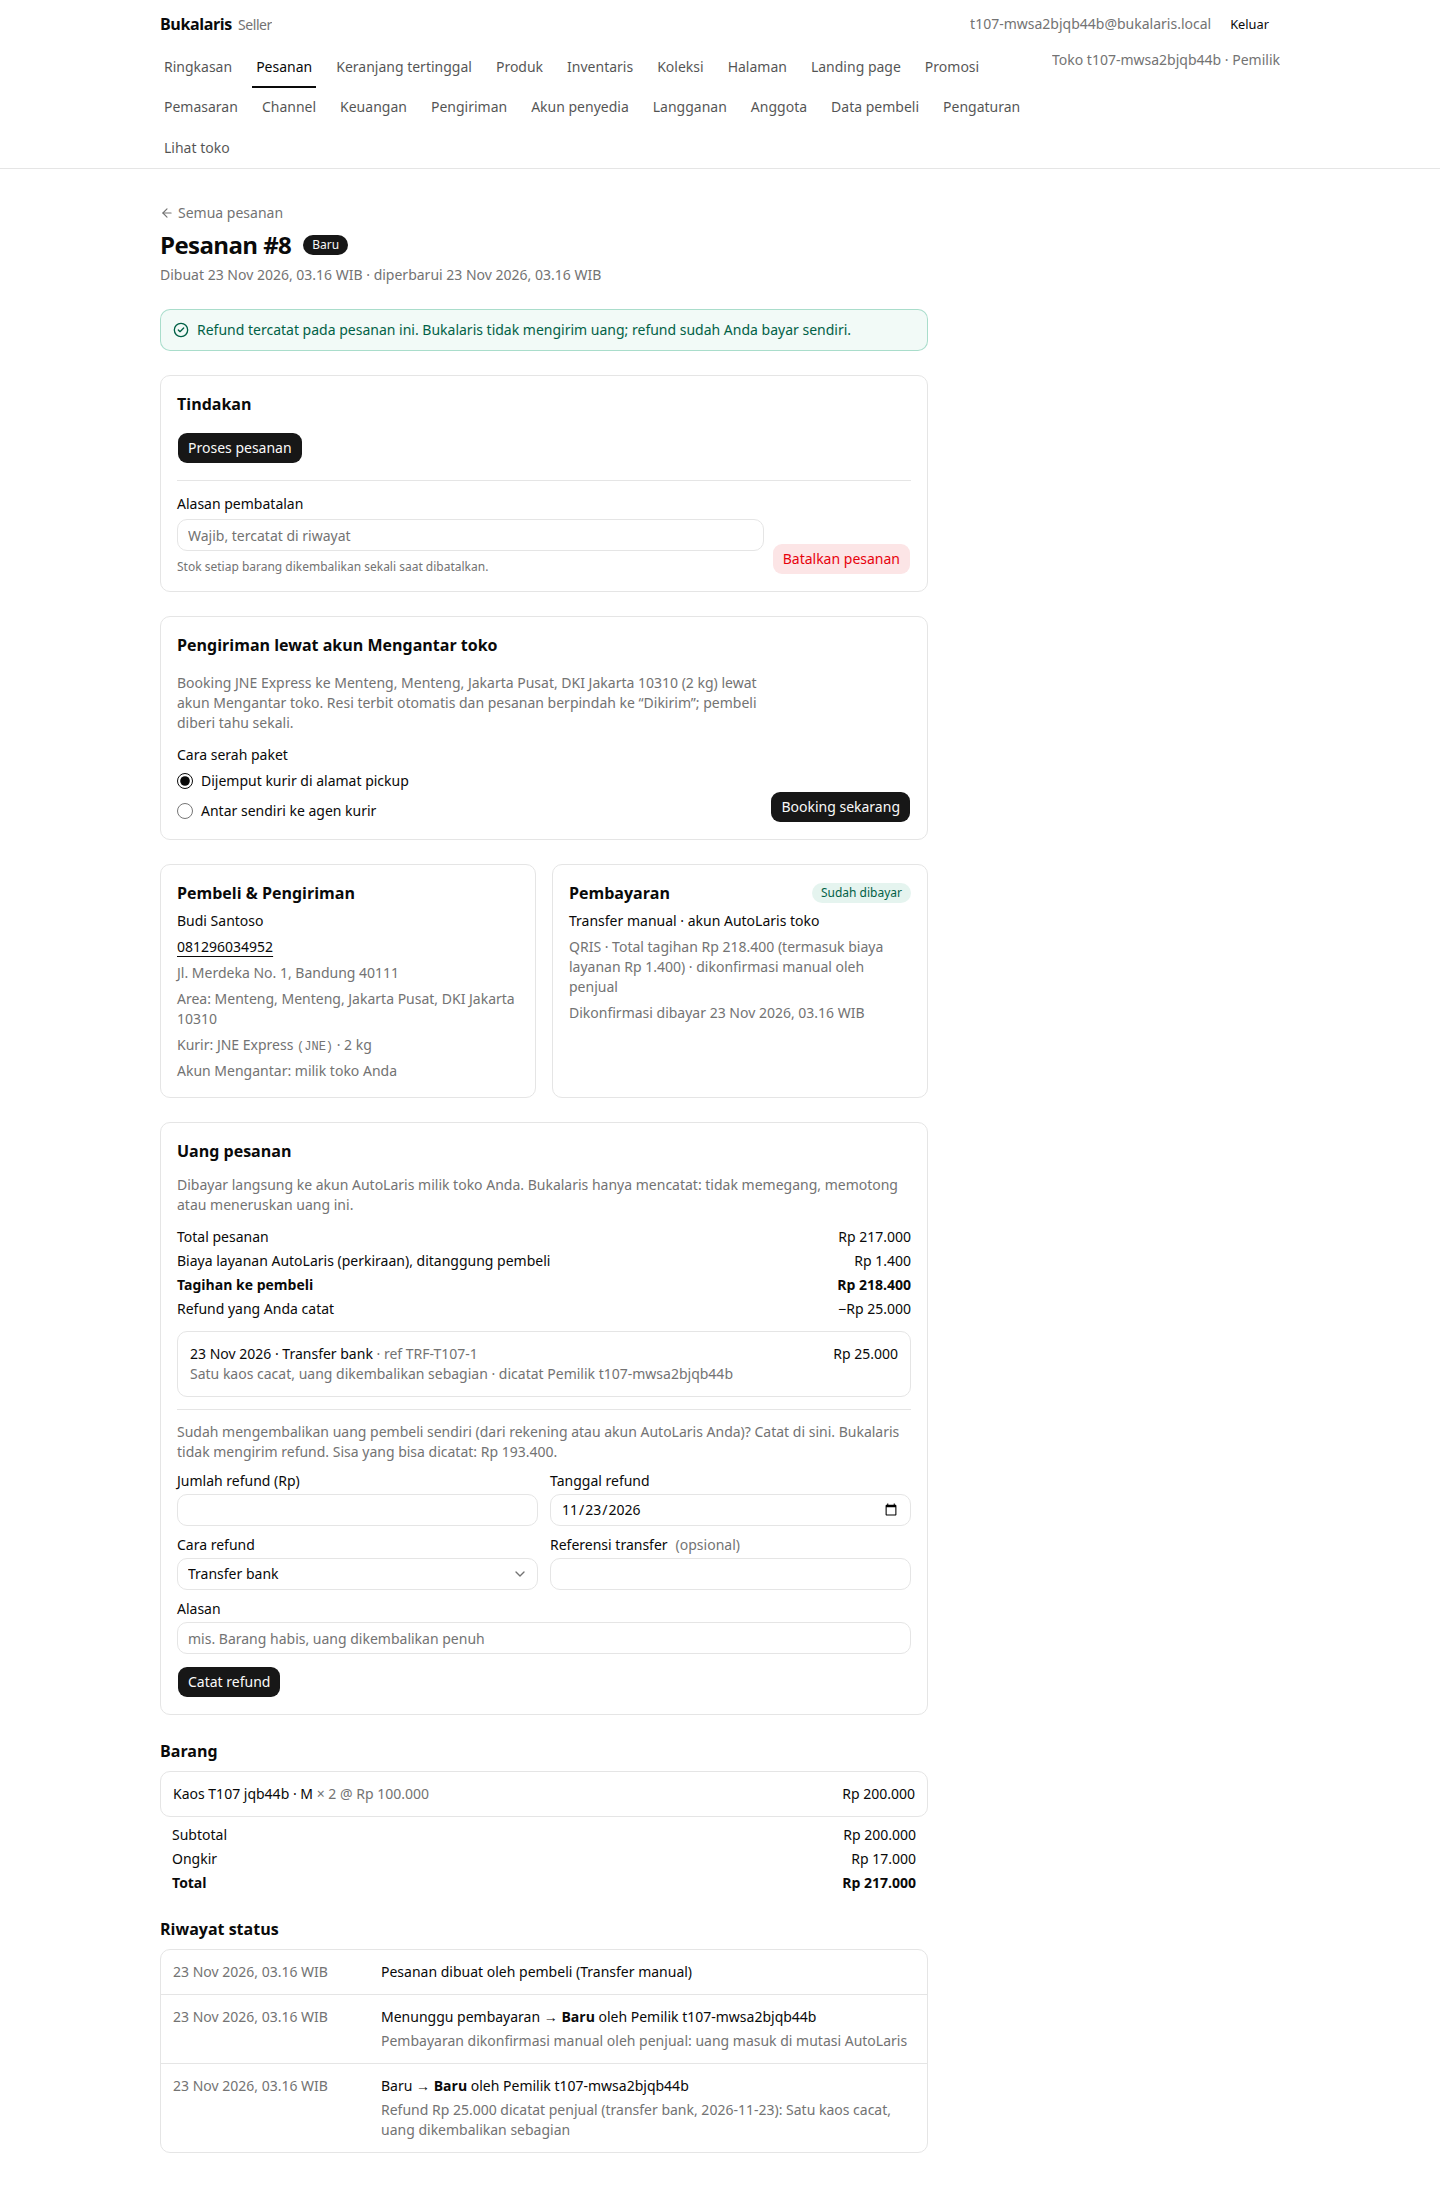 Bukalaris Seller
t107-mwsa2bjqb44b@bukalaris.local Keluar
Ringkasan Pesanan Keranjang tertinggal Produk Inventaris Koleksi Halaman Landing page Promosi
Toko t107-mwsa2bjqb44b · Pemilik
Pemasaran Channel Keuangan Pengiriman Akun penyedia Langganan Anggota Data pembeli Pengaturan
Lihat toko
← Semua pesanan
Pesanan #8 Baru
Dibuat 23 Nov 2026, 03.16 WIB · diperbarui 23 Nov 2026, 03.16 WIB
Refund tercatat pada pesanan ini. Bukalaris tidak mengirim uang; refund sudah Anda bayar sendiri.
Tindakan
Proses pesanan
Alasan pembatalan
Wajib, tercatat di riwayat
Stok setiap barang dikembalikan sekali saat dibatalkan.
Batalkan pesanan
Pengiriman lewat akun Mengantar toko
Booking JNE Express ke Menteng, Menteng, Jakarta Pusat, DKI Jakarta 10310 (2 kg) lewat
akun Mengantar toko. Resi terbit otomatis dan pesanan berpindah ke “Dikirim”; pembeli
diberi tahu sekali.
Cara serah paket
Dijemput kurir di alamat pickup
Antar sendiri ke agen kurir
Booking sekarang
Pembeli & Pengiriman
Budi Santoso
081296034952
Jl. Merdeka No. 1, Bandung 40111
Area: Menteng, Menteng, Jakarta Pusat, DKI Jakarta
10310
Kurir: JNE Express (JNE) · 2 kg
Akun Mengantar: milik toko Anda
Pembayaran Sudah dibayar
Transfer manual · akun AutoLaris toko
QRIS · Total tagihan Rp 218.400 (termasuk biaya
layanan Rp 1.400) · dikonfirmasi manual oleh
penjual
Dikonfirmasi dibayar 23 Nov 2026, 03.16 WIB
Uang pesanan
Dibayar langsung ke akun AutoLaris milik toko Anda. Bukalaris hanya mencatat: tidak memegang, memotong
atau meneruskan uang ini.
Total pesanan Rp 217.000
Biaya layanan AutoLaris (perkiraan), ditanggung pembeli Rp 1.400
Tagihan ke pembeli Rp 218.400
Refund yang Anda catat −Rp 25.000
23 Nov 2026 · Transfer bank · ref TRF-T107-1 Rp 25.000
Satu kaos cacat, uang dikembalikan sebagian · dicatat Pemilik t107-mwsa2bjqb44b
Sudah mengembalikan uang pembeli sendiri (dari rekening atau akun AutoLaris Anda)? Catat di sini. Bukalaris
tidak mengirim refund. Sisa yang bisa dicatat: Rp 193.400.
Jumlah refund (Rp) Tanggal refund
11/23/2026
Cara refund Referensi transfer (opsional)
Transfer bank
Alasan
mis. Barang habis, uang dikembalikan penuh
Catat refund
Barang
Kaos T107 jqb44b · M × 2 @ Rp 100.000 Rp 200.000
Subtotal Rp 200.000
Ongkir Rp 17.000
Total Rp 217.000
Riwayat status
23 Nov 2026, 03.16 WIB Pesanan dibuat oleh pembeli (Transfer manual)
23 Nov 2026, 03.16 WIB Menunggu pembayaran → Baru oleh Pemilik t107-mwsa2bjqb44b
Pembayaran dikonfirmasi manual oleh penjual: uang masuk di mutasi AutoLaris
23 Nov 2026, 03.16 WIB Baru → Baru oleh Pemilik t107-mwsa2bjqb44b
Refund Rp 25.000 dicatat penjual (transfer bank, 2026-11-23): Satu kaos cacat,
uang dikembalikan sebagian